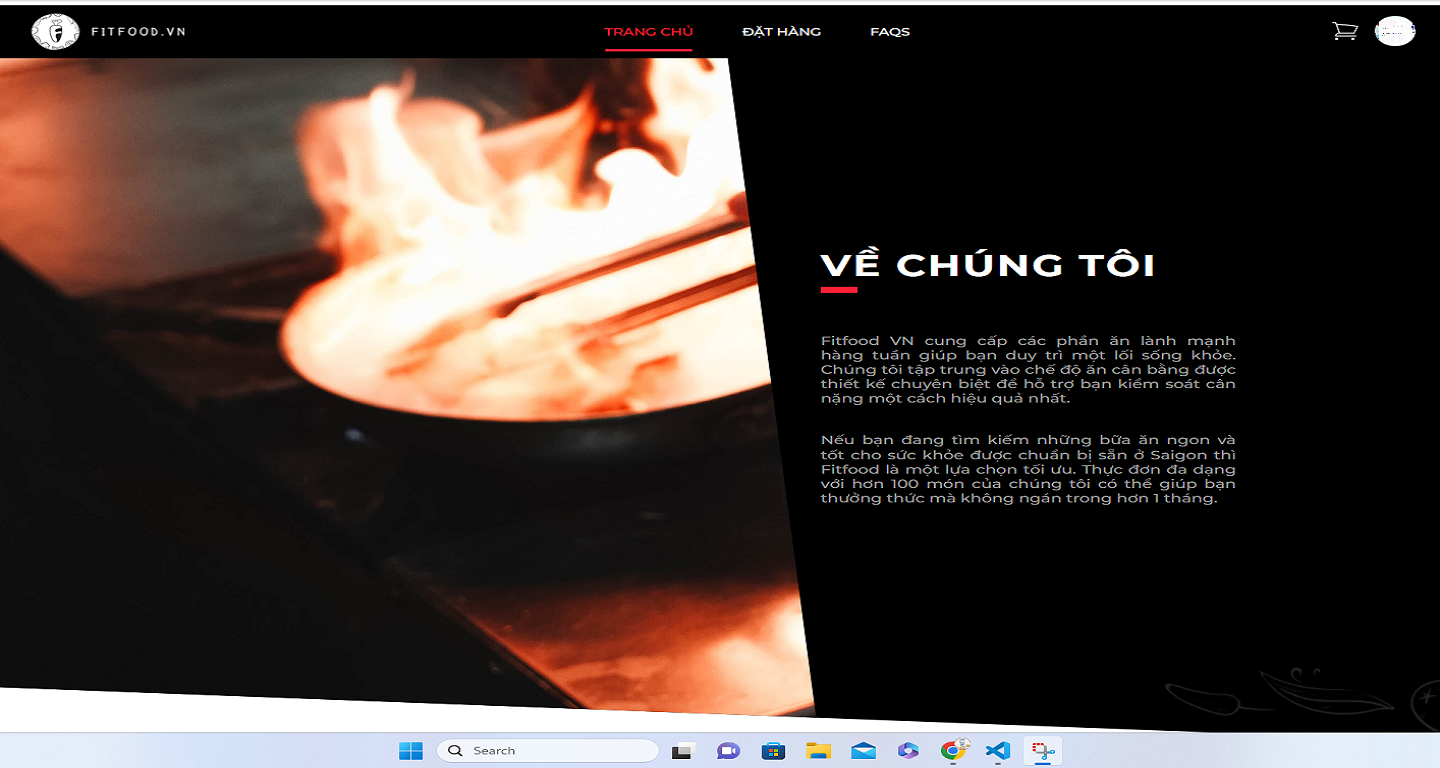 FITFOOD.VN
TRANG CHỦ
ĐẶT HÀNG
FAQS
VỀ CHÚNG TÔI
Fitfood VN cung cấp các phần ăn lành mạnh
hàng tuần giúp bạn duy trì một lối sống khỏe.
Chúng tôi tập trung vào chế độ ăn cân bằng được
thiết kế chuyên biệt để hỗ trợ bạn kiểm soát cân
nặng một cách hiệu quả nhất.
Nếu bạn đang tìm kiếm những bữa ăn ngon và
tốt cho sức khỏe được chuẩn bị sẵn ở Saigon thì
Fitfood là một lựa chọn tối ưu. Thực đơn đa dạng
với hơn 100 món của chúng tôi có thể giúp bạn
thưởng thức mà không ngán trong hơn 1 tháng.
Search